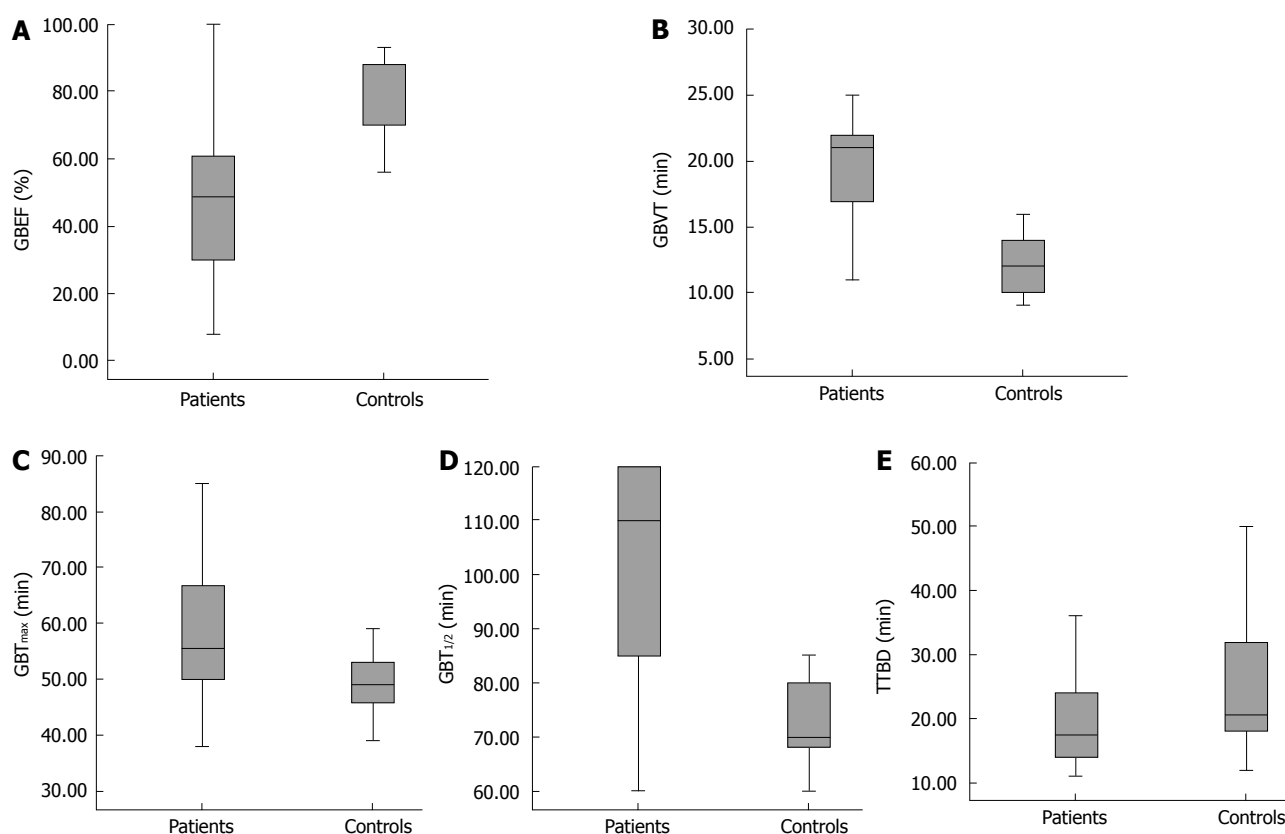 A
GBEF (%)
100.00
80.00
60.00
40.00
20.00
0.00
Patients Controls
B
GBVT (min)
30.00
25.00
20.00
15.00
10.00
5.00
Patients Controls
C
GBTmax (min)
90.00
80.00
70.00
60.00
50.00
40.00
30.00
Patients Controls
D
GBT1/2 (min)
120.00
110.00
100.00
90.00
80.00
70.00
60.00
Patients Controls
E
TTBD (min)
60.00
50.00
40.00
30.00
20.00
10.00
Patients Controls